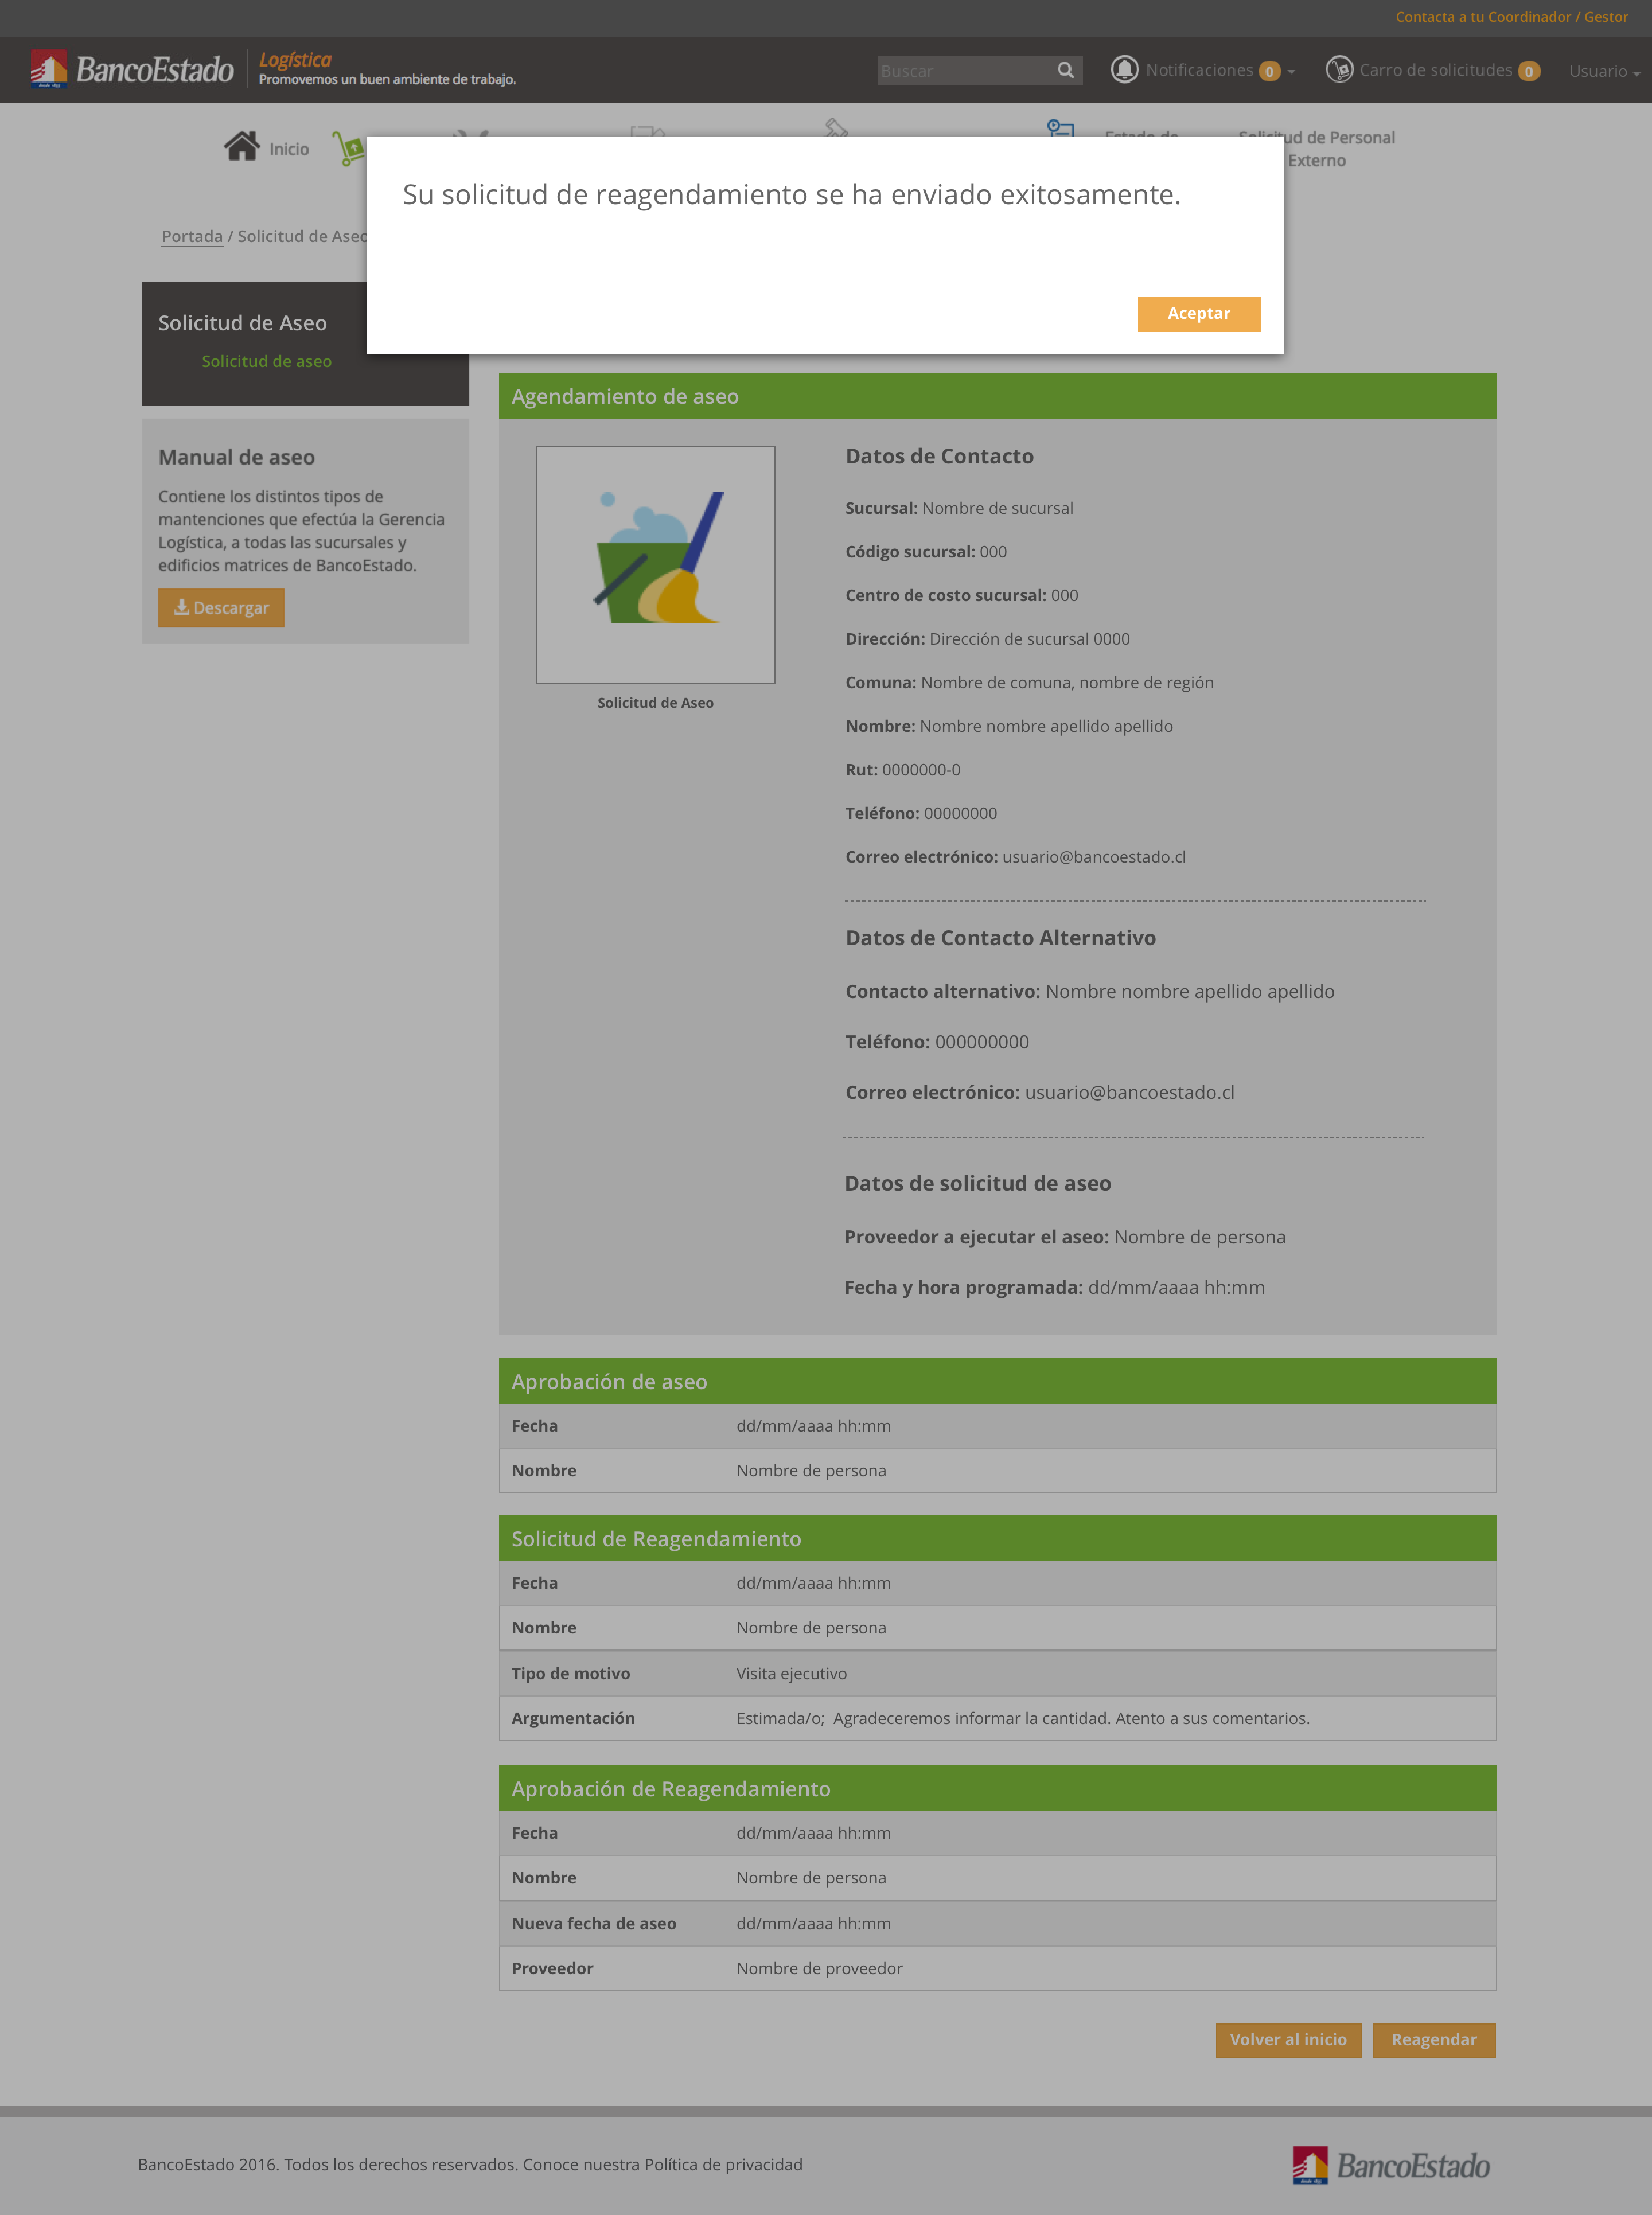 Contacta a tu Coordinador / Gestor
BancoEstado
desde 1855
Logística
Promovemos un buen ambiente de trabajo.
Buscar
Notificaciones 0
Carro de solicitudes 0
Usuario
Inicio
Estado de
Solicitud de Personal
Externo
Su solicitud de reagendamiento se ha enviado exitosamente.
Aceptar
Portada / Solicitud de Aseo
Solicitud de Aseo
Solicitud de aseo
Manual de aseo
Contiene los distintos tipos de
mantenciones que efectúa la Gerencia
Logística, a todas las sucursales y
edificios matrices de BancoEstado.
Descargar
Agendamiento de aseo
Solicitud de Aseo
Datos de Contacto
Sucursal: Nombre de sucursal
Código sucursal: 000
Centro de costo sucursal: 000
Dirección: Dirección de sucursal 0000
Comuna: Nombre de comuna, nombre de región
Nombre: Nombre nombre apellido apellido
Rut: 0000000-0
Teléfono: 00000000
Correo electrónico: usuario@bancoestado.cl
Datos de Contacto Alternativo
Contacto alternativo: Nombre nombre apellido apellido
Teléfono: 000000000
Correo electrónico: usuario@bancoestado.cl
Datos de solicitud de aseo
Proveedor a ejecutar el aseo: Nombre de persona
Fecha y hora programada: dd/mm/aaaa hh:mm
Aprobación de aseo
Fecha dd/mm/aaaa hh:mm
Nombre Nombre de persona
Solicitud de Reagendamiento
Fecha dd/mm/aaaa hh:mm
Nombre Nombre de persona
Tipo de motivo Visita ejecutivo
Argumentación Estimada/o;  Agradeceremos informar la cantidad. Atento a sus comentarios.
Aprobación de Reagendamiento
Fecha dd/mm/aaaa hh:mm
Nombre Nombre de persona
Nueva fecha de aseo dd/mm/aaaa hh:mm
Proveedor Nombre de proveedor
Volver al inicio
Reagendar
BancoEstado 2016. Todos los derechos reservados. Conoce nuestra Política de privacidad
BancoEstado
desde 1855